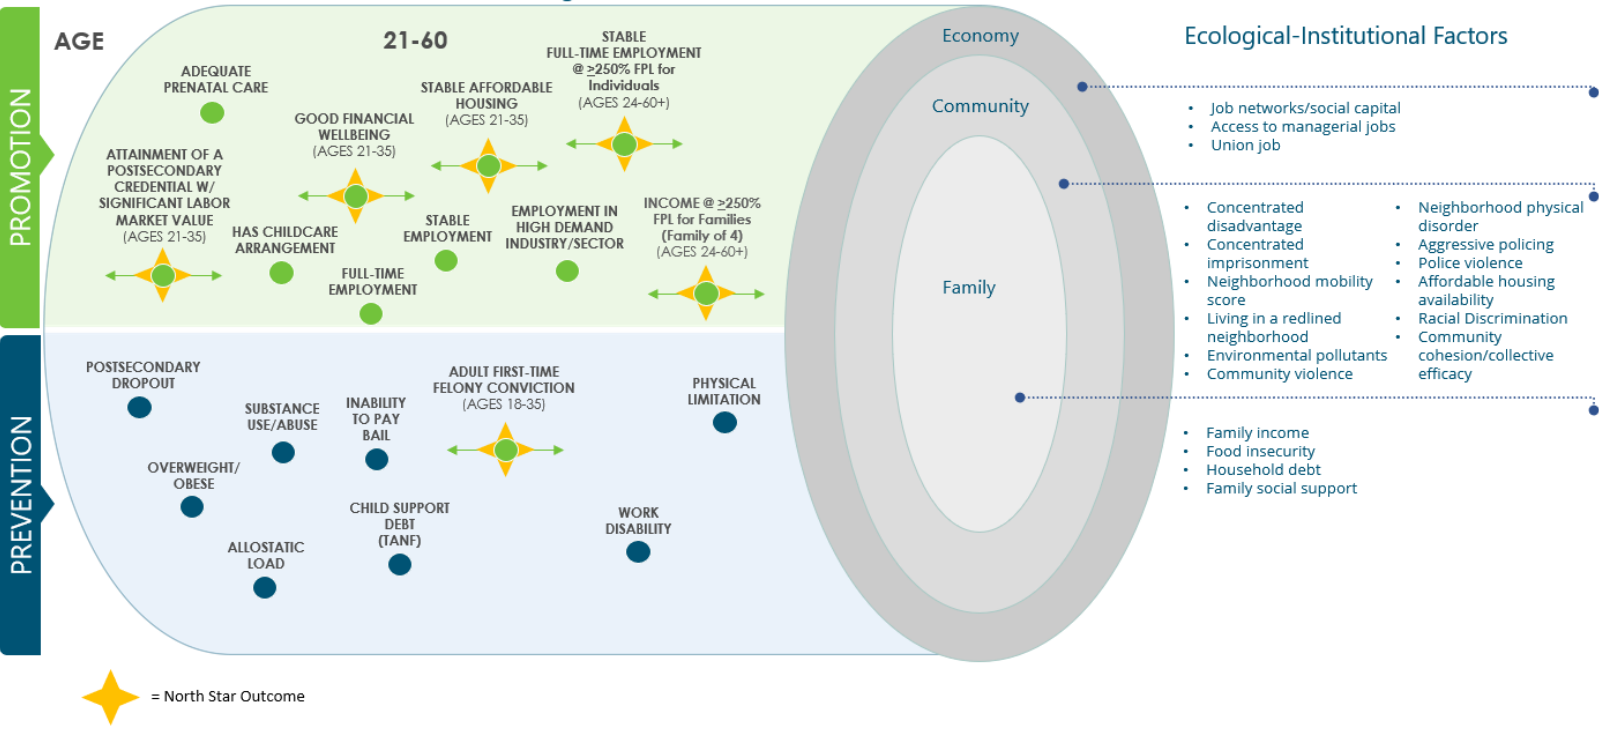 AGE
21-60
PROMOTION
ADEQUATE
PRENATAL CARE
ATTAINMENT OF A
POSTSECONDARY
CREDENTIAL W/
SIGNIFICANT LABOR
MARKET VALUE
(AGES 21-35)
GOOD FINANCIAL
WELLBEING
(AGES 21-35)
HAS CHILDCARE
ARRANGEMENT
FULL-TIME
EMPLOYMENT
STABLE AFFORDABLE
HOUSING
(AGES 21-35)
STABLE
EMPLOYMENT
STABLE
FULL-TIME EMPLOYMENT
@ ≥250% FPL for
Individuals
(AGES 24-60+)
EMPLOYMENT IN
HIGH DEMAND
INDUSTRY/SECTOR
INCOME @ ≥250%
FPL for Families
(Family of 4)
(AGES 24-60+)
PREVENTION
POSTSECONDARY
DROPOUT
OVERWEIGHT/
OBESE
SUBSTANCE
USE/ABUSE
ALLOSTATIC
LOAD
INABILITY
TO PAY
BAIL
CHILD SUPPORT
DEBT
(TANF)
ADULT FIRST-TIME
FELONY CONVICTION
(AGES 18-35)
WORK
DISABILITY
PHYSICAL
LIMITATION
Economy
Community
Family
Ecological-Institutional Factors
• Job networks/social capital
• Access to managerial jobs
• Union job
• Concentrated
disadvantage
• Concentrated
imprisonment
• Neighborhood mobility
score
• Living in a redlined
neighborhood
• Environmental pollutants
• Community violence
• Neighborhood physical
disorder
• Aggressive policing
• Police violence
• Affordable housing
availability
• Racial Discrimination
• Community
cohesion/collective
efficacy
• Family income
• Food insecurity
• Household debt
• Family social support
= North Star Outcome